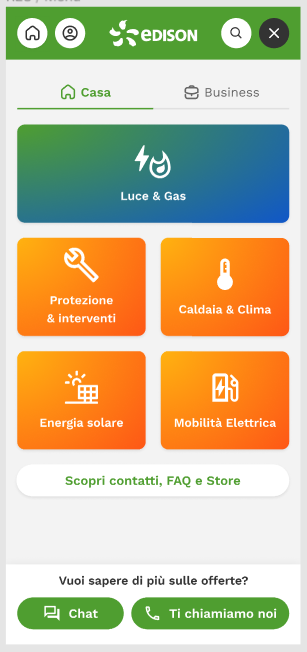 EDISON
Casa
Business
Luce & Gas
Protezione
& interventi
Caldaia & Clima
Energia solare
Mobilità Elettrica
Scopri contatti, FAQ e Store
Vuoi sapere di più sulle offerte?
Chat
Ti chiamiamo noi